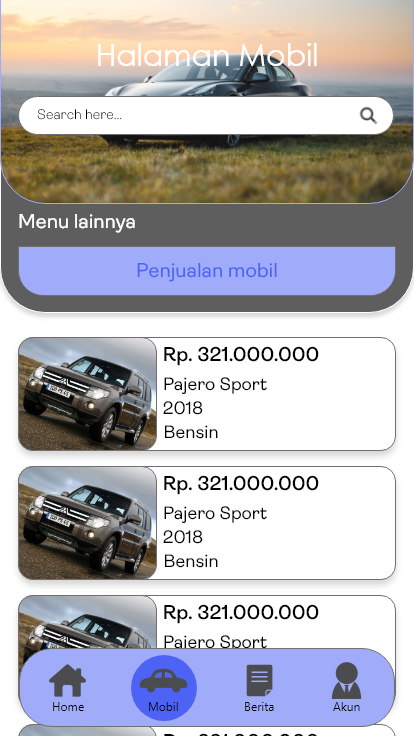 Halaman Mobil
Search here...
Menu lainnya
Penjualan mobil
Rp. 321.000.000
Pajero Sport
2018
Bensin
Rp. 321.000.000
Pajero Sport
2018
Bensin
Rp. 321.000.000
Pajero Sport
Home
Mobil
Berita
Akun